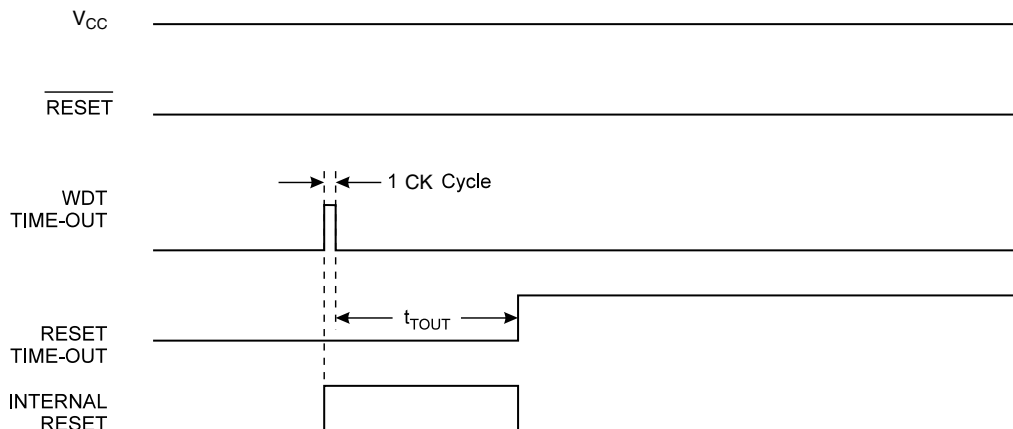 VCC
RESET
1 CK Cycle
WDT
TIME-OUT
tTOUT
RESET
TIME-OUT
INTERNAL
RESET